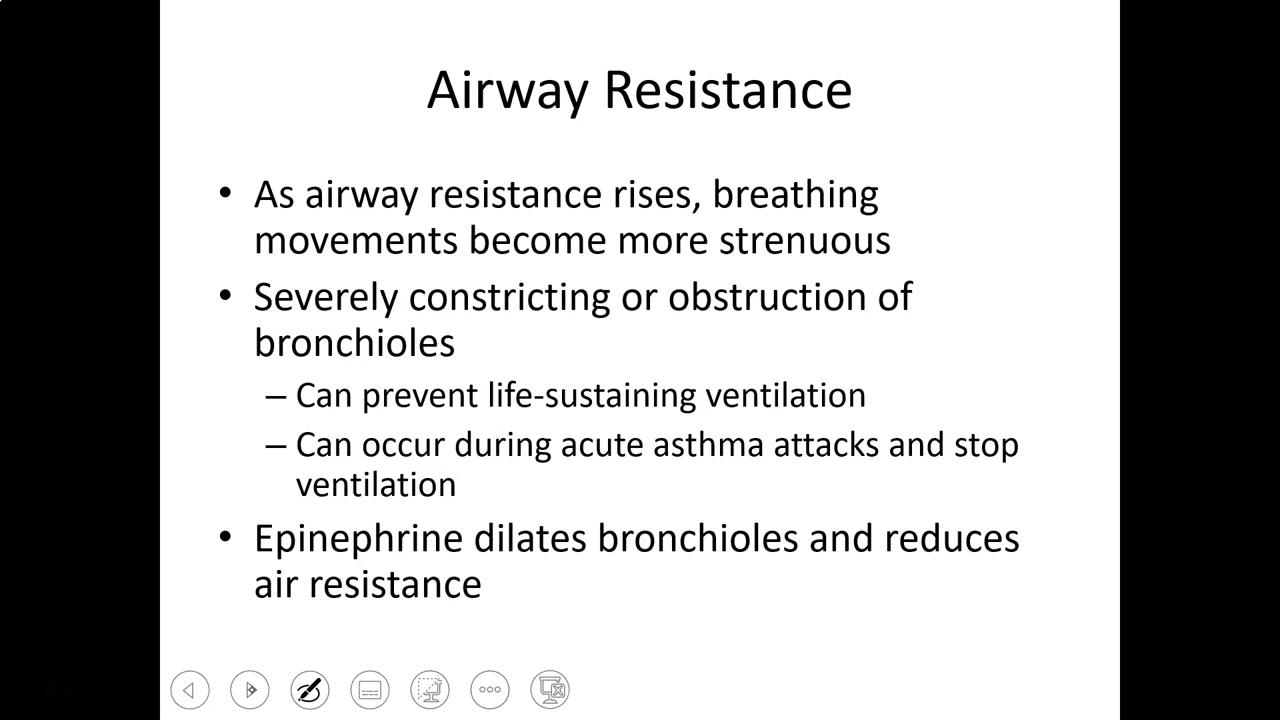 Airway Resistance
• As airway resistance rises, breathing
movements become more strenuous
• Severely constricting or obstruction of
bronchioles
– Can prevent life-sustaining ventilation
– Can occur during acute asthma attacks and stop
ventilation
• Epinephrine dilates bronchioles and reduces
air resistance